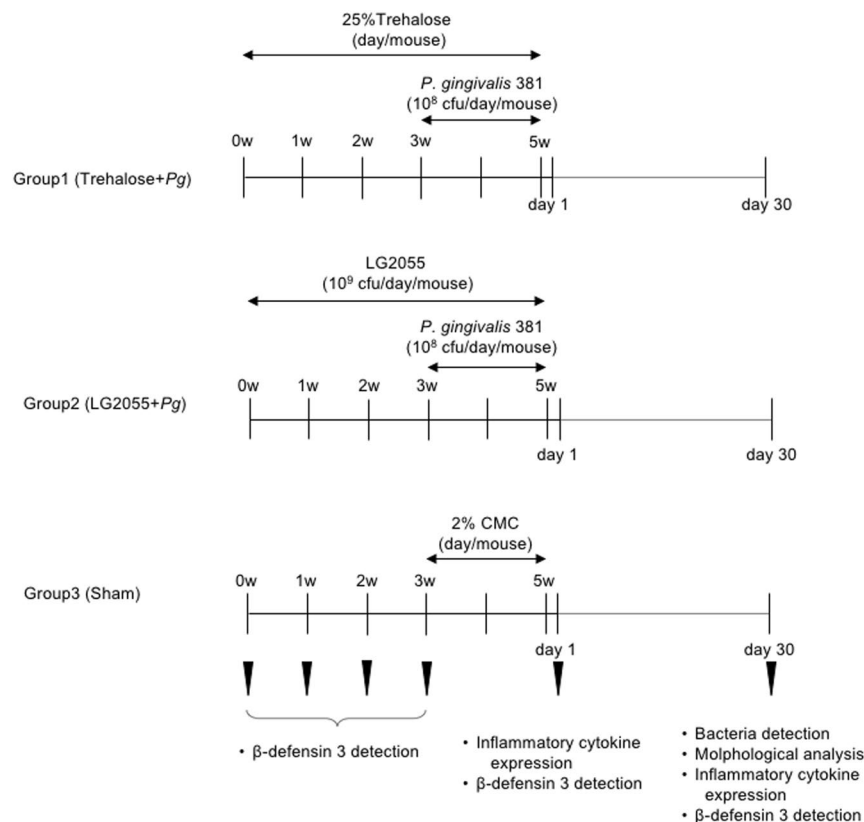 25%Trehalose
(day/mouse)
P. gingivalis 381
(10⁸ cfu/day/mouse)
0w 1w 2w 3w 5w
Group1 (Trehalose+Pg)
day 1 day 30
LG2055
(10⁹ cfu/day/mouse)
P. gingivalis 381
(10⁸ cfu/day/mouse)
0w 1w 2w 3w 5w
Group2 (LG2055+Pg)
day 1 day 30
2% CMC
(day/mouse)
0w 1w 2w 3w 5w
Group3 (Sham)
day 1 day 30
• β-defensin 3 detection
• Inflammatory cytokine
expression
• β-defensin 3 detection
• Bacteria detection
• Molphological analysis
• Inflammatory cytokine
expression
• β-defensin 3 detection